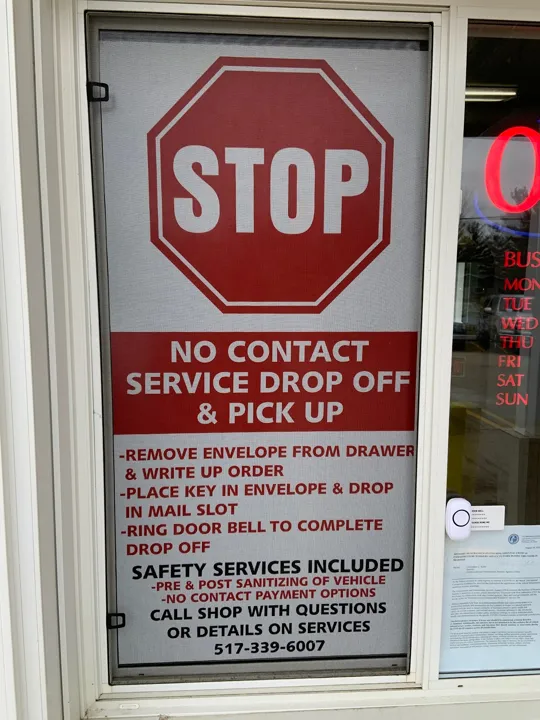 STOP
NO CONTACT
SERVICE DROP OFF
& PICK UP
-REMOVE ENVELOPE FROM DRAWER
& WRITE UP ORDER
-PLACE KEY IN ENVELOPE & DROP
IN MAIL SLOT
-RING DOOR BELL TO COMPLETE
DROP OFF
SAFETY SERVICES INCLUDED
-PRE & POST SANITIZING OF VEHICLE
-NO CONTACT PAYMENT OPTIONS
CALL SHOP WITH QUESTIONS
OR DETAILS ON SERVICES
517-339-6007
O
BUS
MON
TUE
WED
THU
FRI
SAT
SUN